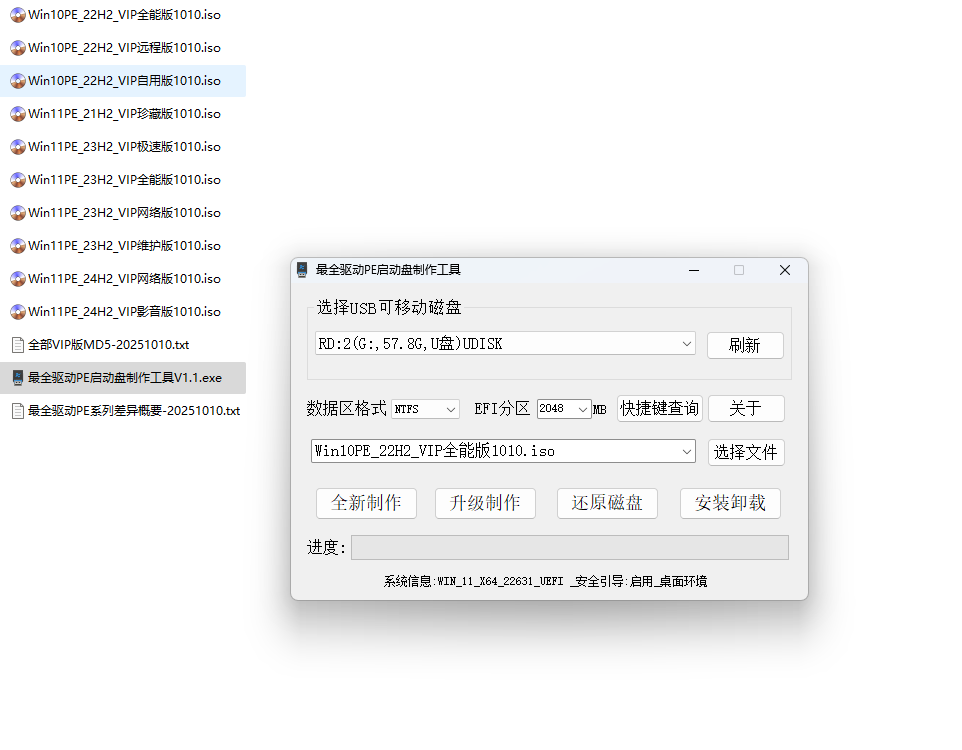 Win10PE_22H2_VIP全能版1010.iso
Win10PE_22H2_VIP远程版1010.iso
Win10PE_22H2_VIP自用版1010.iso
Win11PE_21H2_VIP珍藏版1010.iso
Win11PE_23H2_VIP极速版1010.iso
Win11PE_23H2_VIP全能版1010.iso
Win11PE_23H2_VIP网络版1010.iso
Win11PE_23H2_VIP维护版1010.iso
Win11PE_24H2_VIP网络版1010.iso
Win11PE_24H2_VIP影音版1010.iso
全部VIP版MD5-20251010.txt
最全驱动PE启动盘制作工具V1.1.exe
最全驱动PE系列差异概要-20251010.txt
最全驱动PE启动盘制作工具
选择USB可移动磁盘
RD:2(G:,57.8G,U盘)UDISK 刷新
数据区格式 NTFS EFI分区 2048 MB 快捷键查询 关于
Win10PE_22H2_VIP全能版1010.iso 选择文件
全新制作 升级制作 还原磁盘 安装卸载
进度:
系统信息:WIN_11_X64_22631_UEFI _安全引导:启用_桌面环境